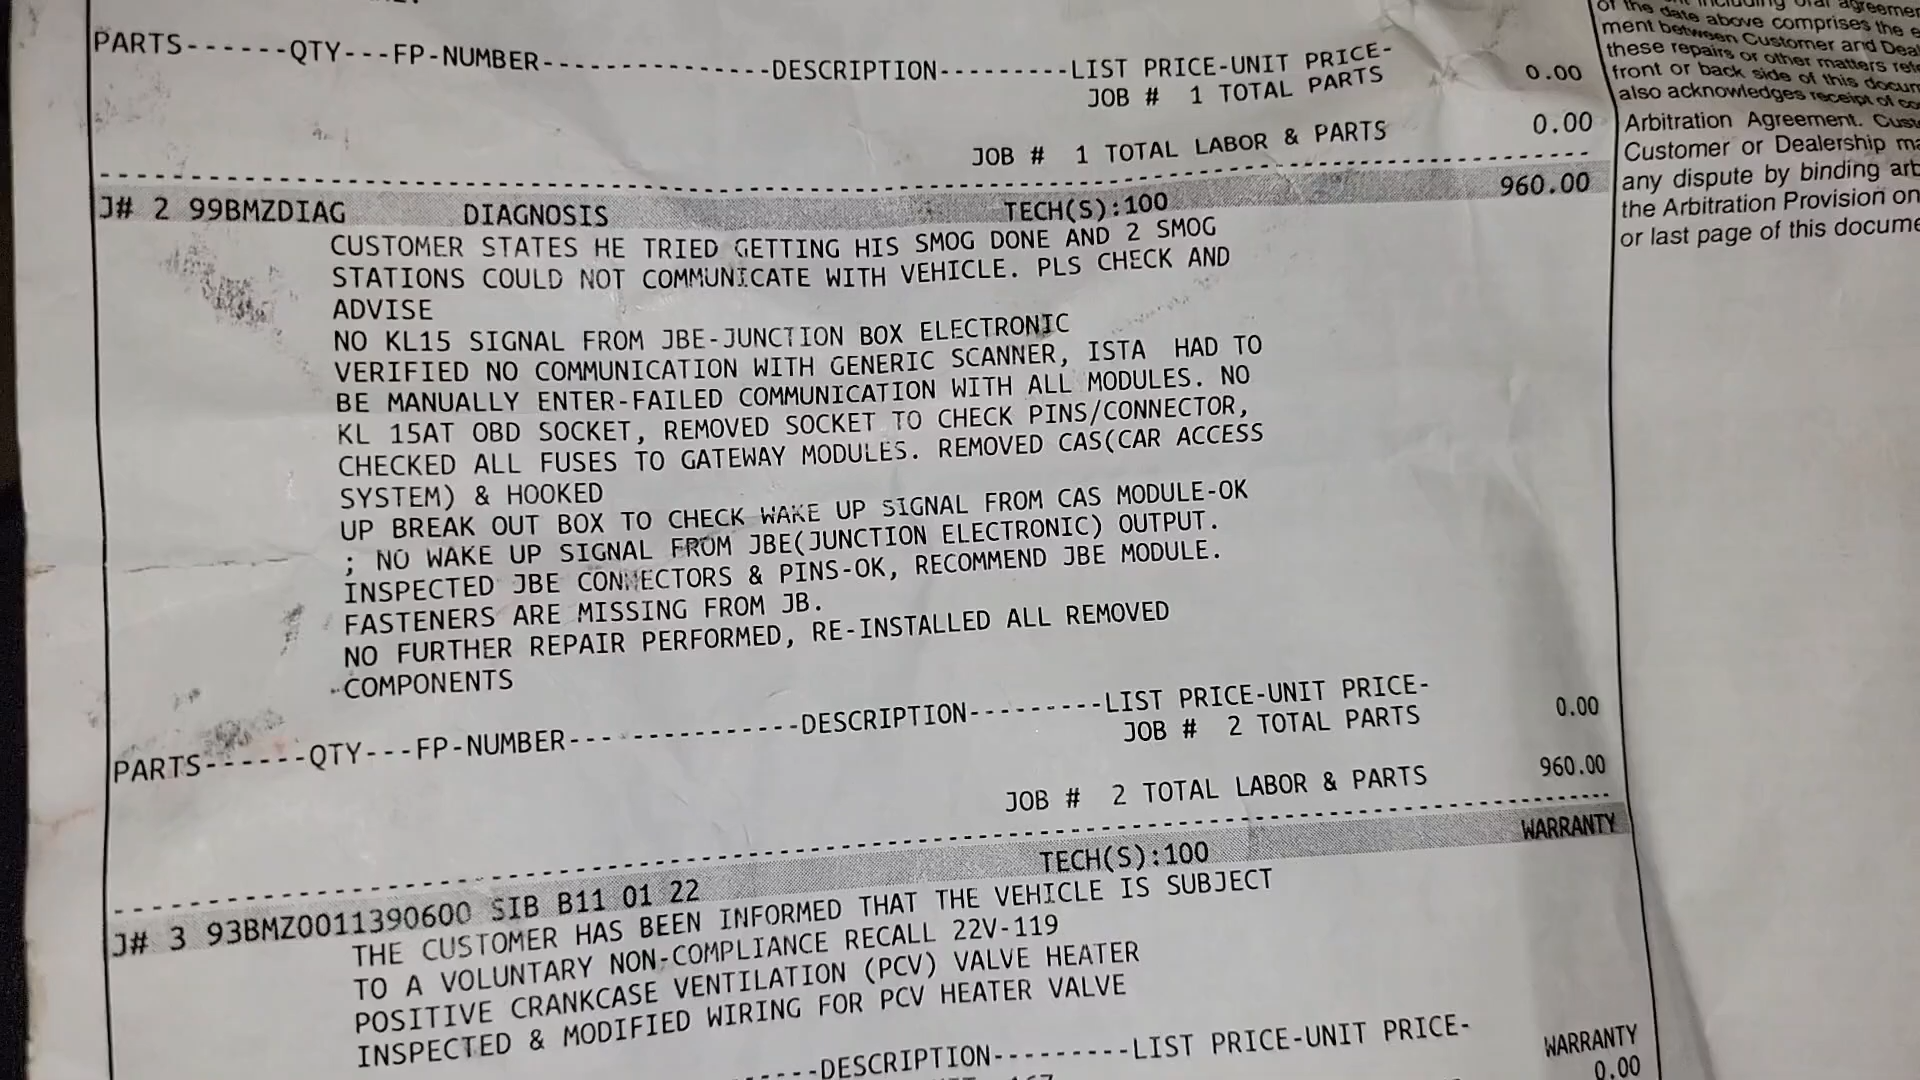 of the date above comprises the
ment between Customer and Deal
these repairs or other matters
front or back side of this docum
also acknowledges receipt of
Arbitration Agreement.
Customer or Dealership
any dispute by binding arb
the Arbitration Provision on
or last page of this docume
PARTS------QTY---FP-NUMBER---------------DESCRIPTION---------LIST PRICE-UNIT PRICE-
JOB # 1 TOTAL PARTS 0.00
JOB # 1 TOTAL LABOR & PARTS 0.00
J# 2 99BMZDIAG DIAGNOSIS TECH(S):100 960.00
CUSTOMER STATES HE TRIED GETTING HIS SMOG DONE AND 2 SMOG
STATIONS COULD NOT COMMUNICATE WITH VEHICLE. PLS CHECK AND
ADVISE
NO KL15 SIGNAL FROM JBE-JUNCTION BOX ELECTRONIC
VERIFIED NO COMMUNICATION WITH GENERIC SCANNER, ISTA HAD TO
BE MANUALLY ENTER-FAILED COMMUNICATION WITH ALL MODULES. NO
KL 15AT OBD SOCKET, REMOVED SOCKET TO CHECK PINS/CONNECTOR,
CHECKED ALL FUSES TO GATEWAY MODULES. REMOVED CAS(CAR ACCESS
SYSTEM) & HOOKED
UP BREAK OUT BOX TO CHECK WAKE UP SIGNAL FROM CAS MODULE-OK
; NO WAKE UP SIGNAL FROM JBE(JUNCTION ELECTRONIC) OUTPUT.
INSPECTED JBE CONNECTORS & PINS-OK, RECOMMEND JBE MODULE.
FASTENERS ARE MISSING FROM JB.
NO FURTHER REPAIR PERFORMED, RE-INSTALLED ALL REMOVED
COMPONENTS
PARTS------QTY---FP-NUMBER---------------DESCRIPTION---------LIST PRICE-UNIT PRICE-
JOB # 2 TOTAL PARTS 0.00
JOB # 2 TOTAL LABOR & PARTS 960.00
J# 3 93BMZ0011390600 SIB B11 01 22 TECH(S):100 WARRANTY
THE CUSTOMER HAS BEEN INFORMED THAT THE VEHICLE IS SUBJECT
TO A VOLUNTARY NON-COMPLIANCE RECALL 22V-119
POSITIVE CRANKCASE VENTILATION (PCV) VALVE HEATER
INSPECTED & MODIFIED WIRING FOR PCV HEATER VALVE
-----DESCRIPTION---------LIST PRICE-UNIT PRICE-
WARRANTY
0.00